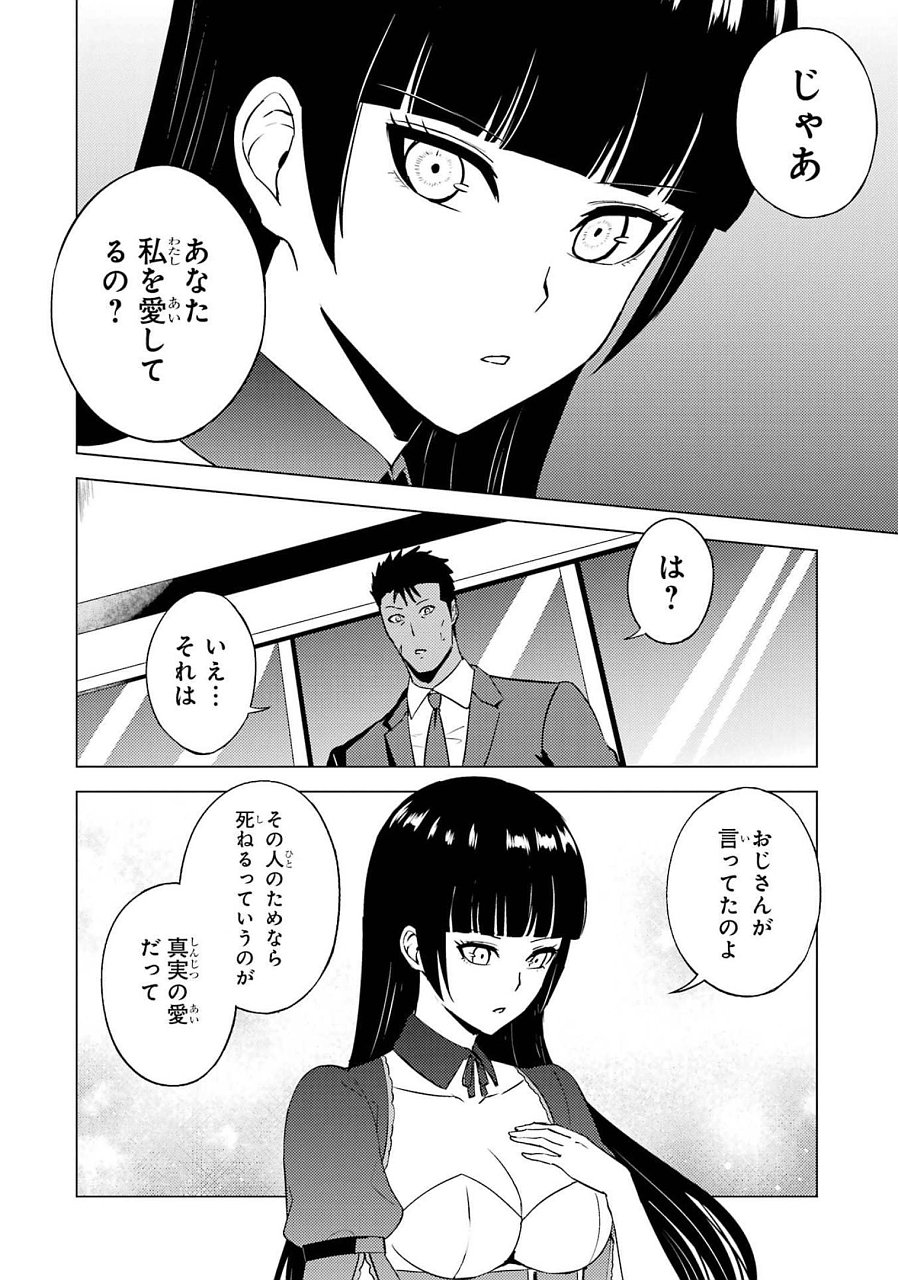 じゃあ
あなた
私を愛して
るの？
は？
いえ…
それは
おじさんが
言ってたのよ
その人のためなら
死ねるっていうのが
真実の愛
だって